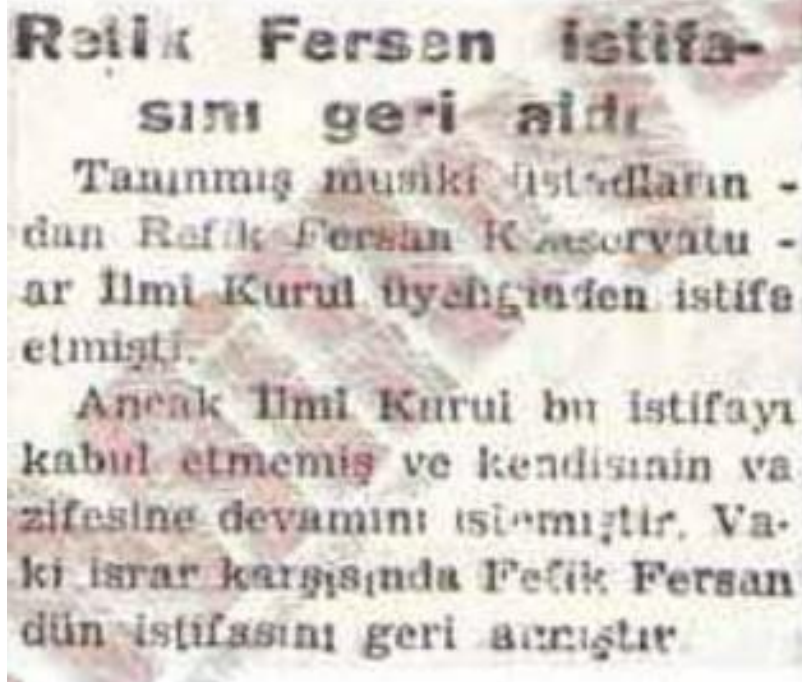 Refik Fersan istifa-
sını geri aldı
Tanınmış musiki üstadların -
dan Refik Fersan Konservatu -
ar İlmi Kurul üyeliğinden istifa
etmişti.
Ancak İlmi Kurul bu istifayı
kabul etmemiş ve kendisinin va
zifesine devamını istemiştir. Va-
ki israr karşısında Refik Fersan
dün istifasını geri almıştır